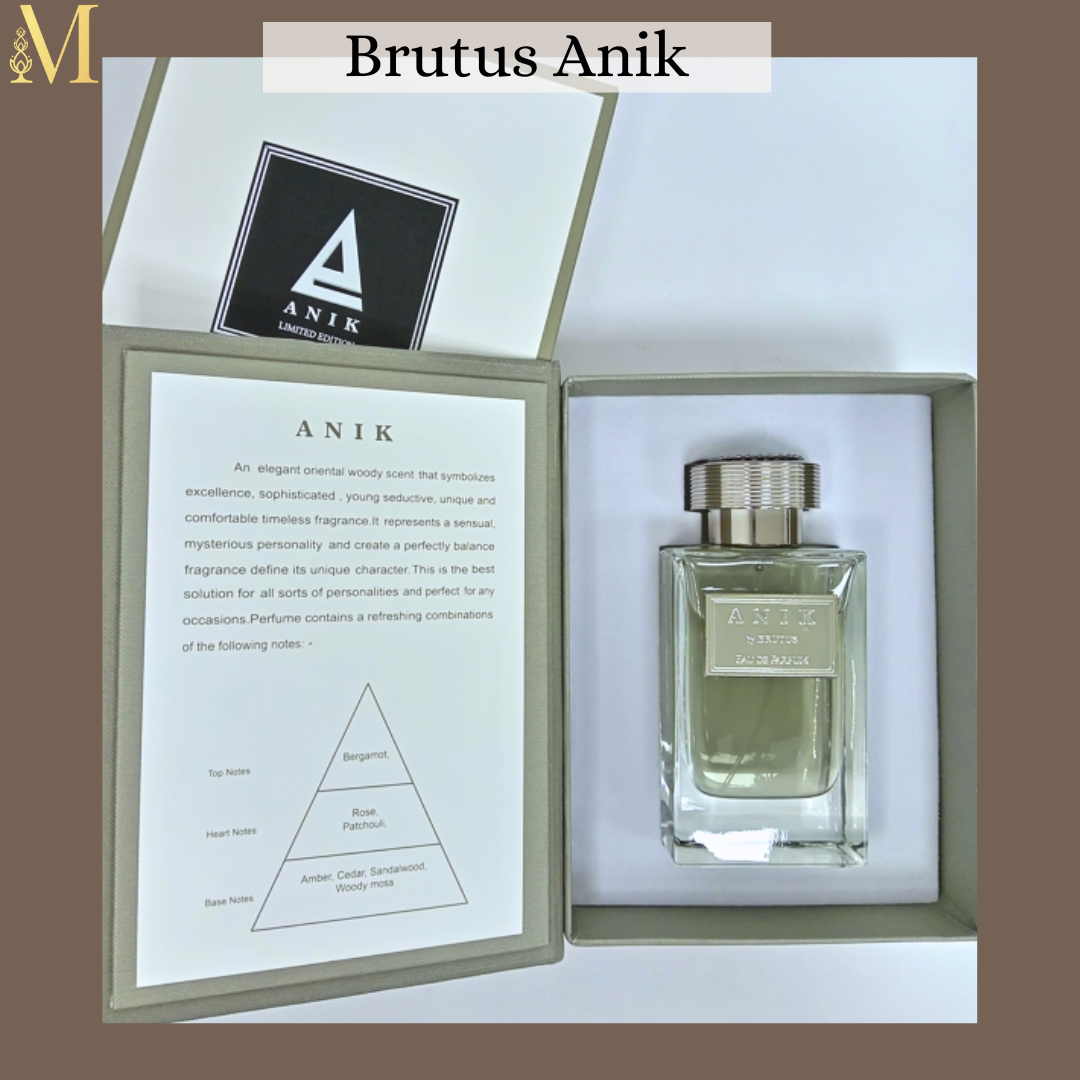 M
Brutus Anik
ANIK
LIMITED EDITION
ANIK
An elegant oriental woody scent that symbolizes
excellence, sophisticated , young seductive, unique and
comfortable timeless fragrance.It represents a sensual,
mysterious personality and create a perfectly balance
fragrance define its unique character. This is the best
solution for all sorts of personalities and perfect for any
occasions.Perfume contains a refreshing combinations
of the following notes: -
Top Notes
Bergamot,
Heart Notes
Rose,
Patchouli,
Base Notes
Amber, Cedar, Sandalwood,
Woody moss
ANIK
by BRUTUS
EAU DE PARFUM